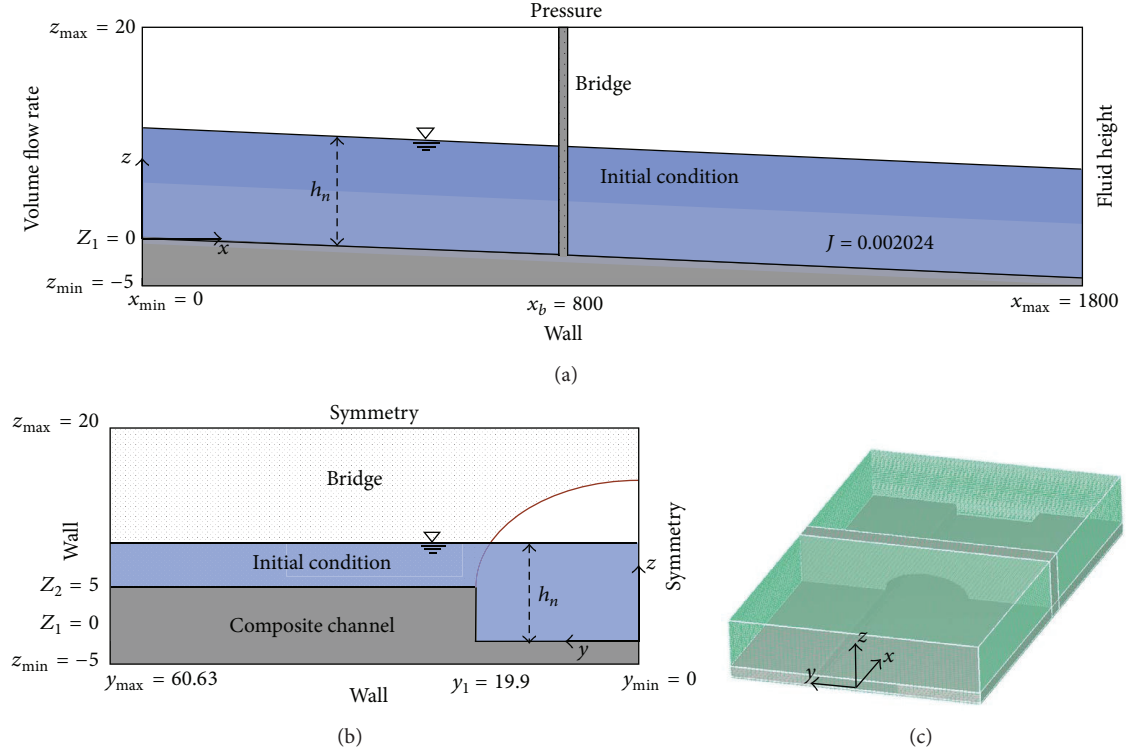 Pressure
z_max = 20
Bridge
Volume flow rate
z
h_n
Initial condition
Fluid height
Z_1 = 0
x
J = 0.002024
z_min = −5
x_min = 0
x_b = 800
x_max = 1800
Wall
(a)
z_max = 20
Symmetry
Bridge
Wall
Initial condition
z
Symmetry
Z_2 = 5
h_n
Z_1 = 0
Composite channel
y
z_min = −5
y_max = 60.63
Wall
y_1 = 19.9
y_min = 0
(b)
z
x
y
(c)